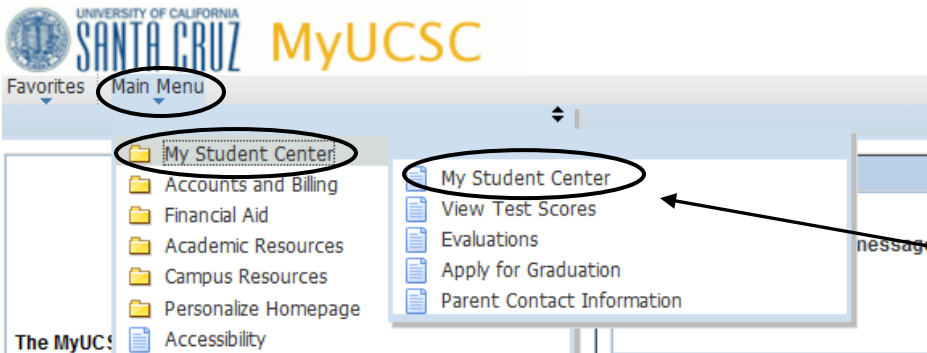 UNIVERSITY OF CALIFORNIA
SANTA CRUZ MyUCSC
Favorites Main Menu
My Student Center
Accounts and Billing
Financial Aid
Academic Resources
Campus Resources
Personalize Homepage
Accessibility
My Student Center
View Test Scores
Evaluations
Apply for Graduation
Parent Contact Information
The